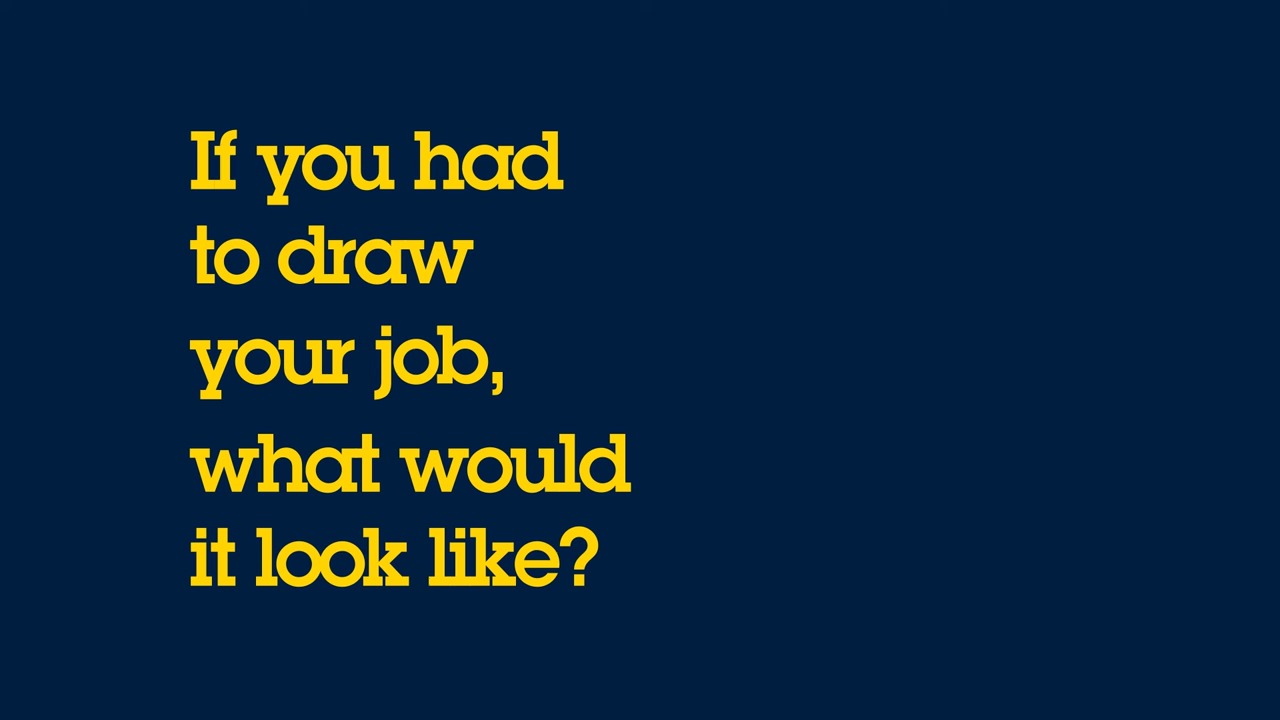 If you had
to draw
your job,
what would
it look like?